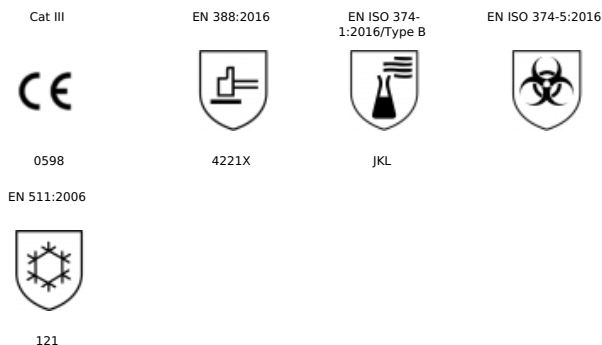 Cat III
EN 388:2016
EN ISO 374-
1:2016/Type B
EN ISO 374-5:2016
CE
0598
4221X
JKL
EN 511:2006
121